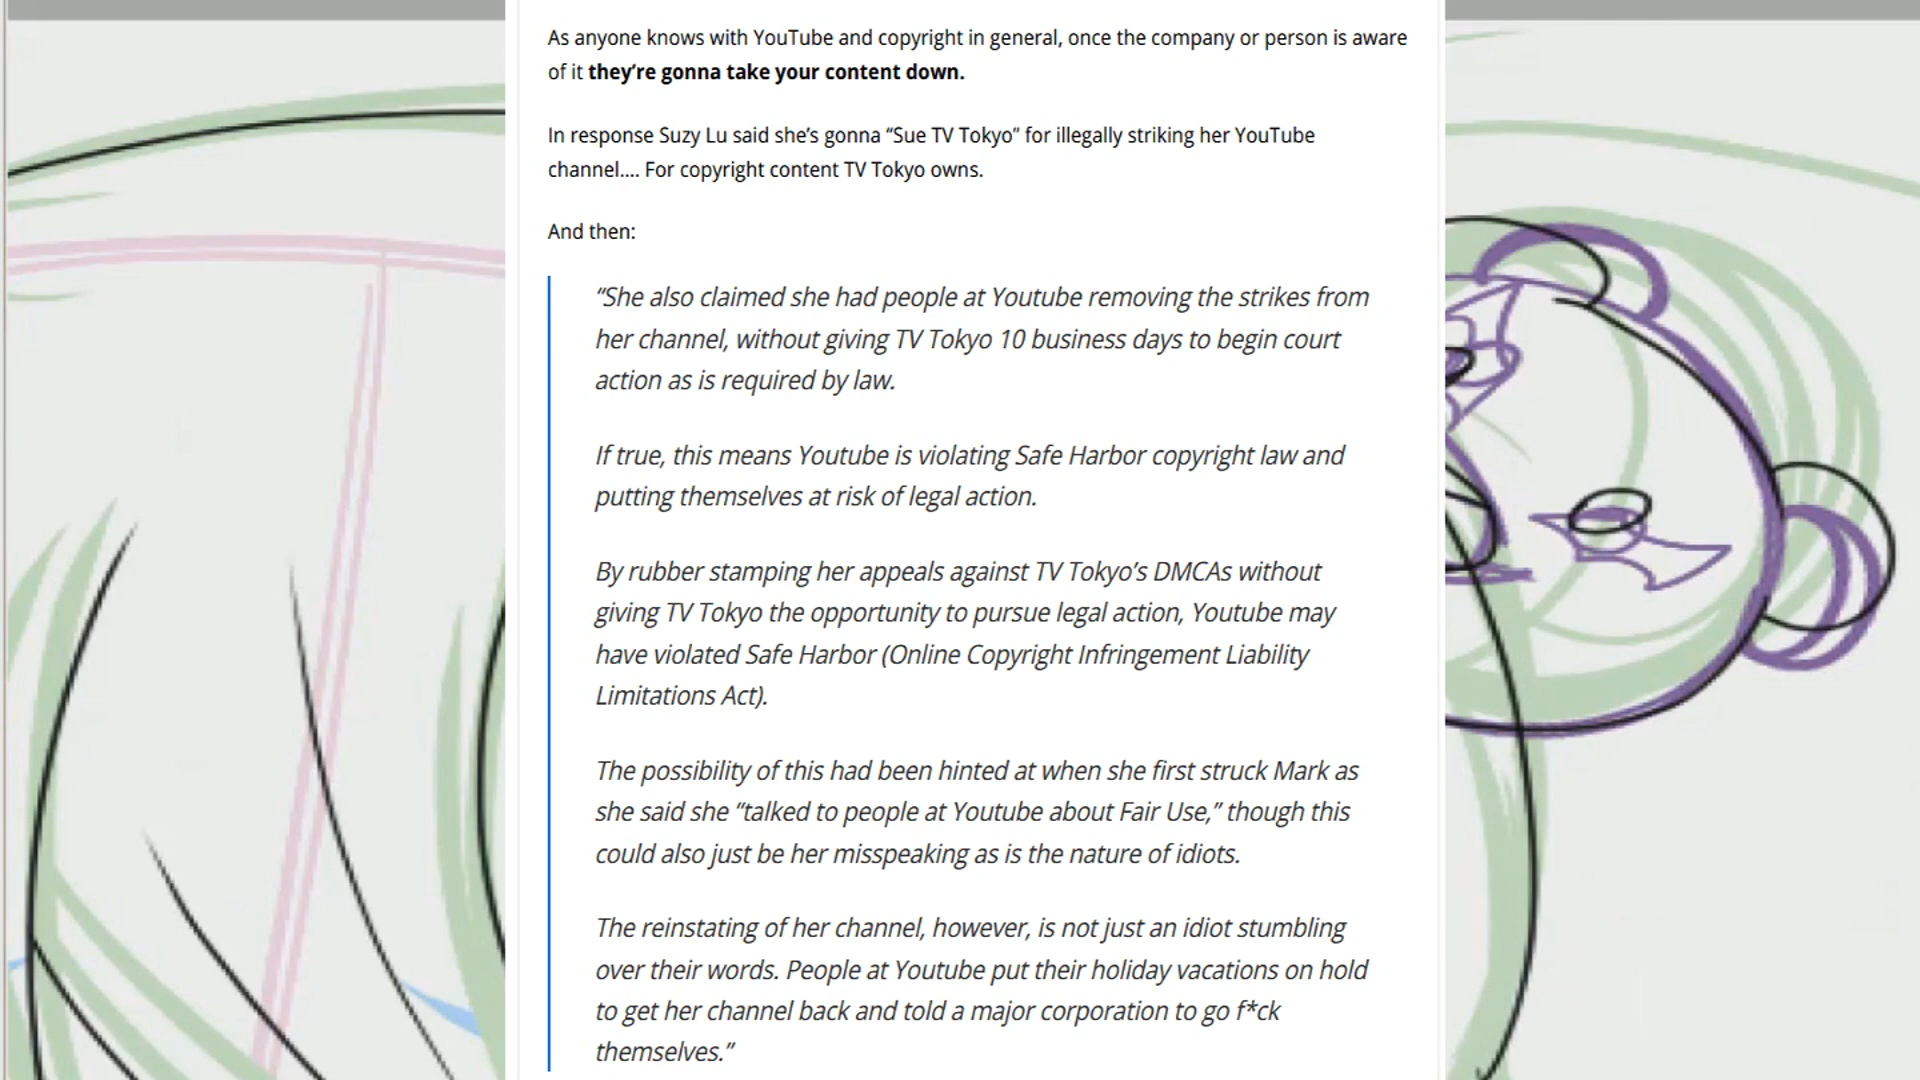 As anyone knows with YouTube and copyright in general, once the company or person is aware
of it they’re gonna take your content down.
In response Suzy Lu said she’s gonna “Sue TV Tokyo” for illegally striking her YouTube
channel.... For copyright content TV Tokyo owns.
And then:
“She also claimed she had people at Youtube removing the strikes from
her channel, without giving TV Tokyo 10 business days to begin court
action as is required by law.
If true, this means Youtube is violating Safe Harbor copyright law and
putting themselves at risk of legal action.
By rubber stamping her appeals against TV Tokyo’s DMCAs without
giving TV Tokyo the opportunity to pursue legal action, Youtube may
have violated Safe Harbor (Online Copyright Infringement Liability
Limitations Act).
The possibility of this had been hinted at when she first struck Mark as
she said she “talked to people at Youtube about Fair Use,” though this
could also just be her misspeaking as is the nature of idiots.
The reinstating of her channel, however, is not just an idiot stumbling
over their words. People at Youtube put their holiday vacations on hold
to get her channel back and told a major corporation to go f*ck
themselves.”